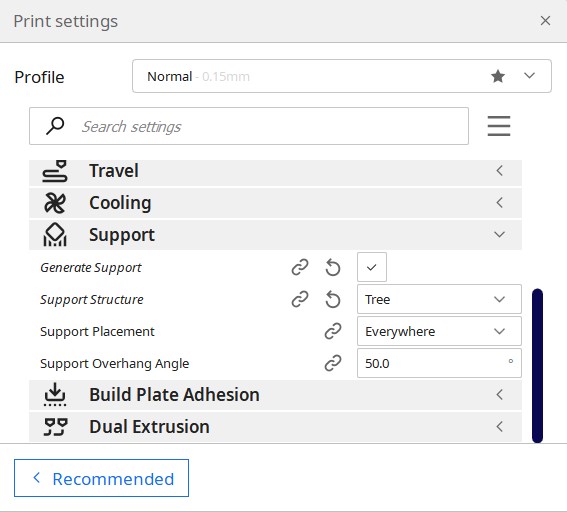 Print settings
Profile
Normal - 0.15mm
Search settings
Travel
Cooling
Support
Generate Support
Support Structure Tree
Support Placement Everywhere
Support Overhang Angle 50.0 °
Build Plate Adhesion
Dual Extrusion
Recommended